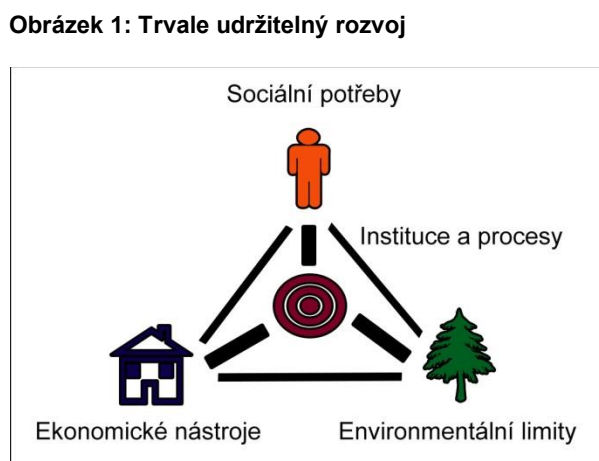 Obrázek 1: Trvale udržitelný rozvoj
Sociální potřeby
Instituce a procesy
Ekonomické nástroje
Environmentální limity